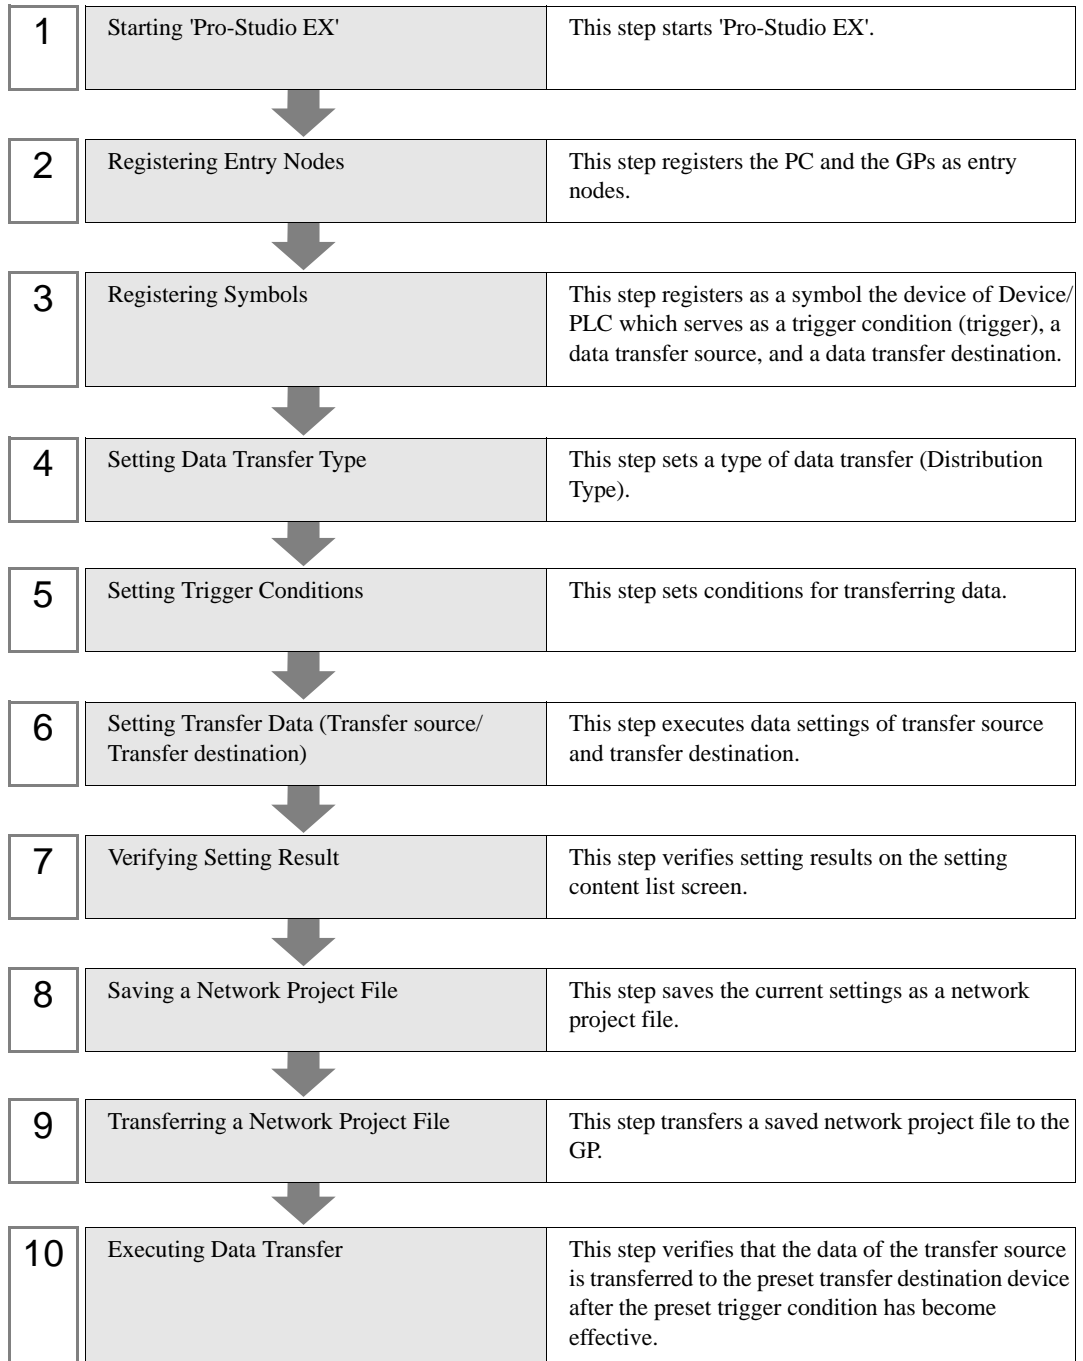 1
Starting 'Pro-Studio EX'
This step starts 'Pro-Studio EX'.
2
Registering Entry Nodes
This step registers the PC and the GPs as entry
nodes.
3
Registering Symbols
This step registers as a symbol the device of Device/
PLC which serves as a trigger condition (trigger), a
data transfer source, and a data transfer destination.
4
Setting Data Transfer Type
This step sets a type of data transfer (Distribution
Type).
5
Setting Trigger Conditions
This step sets conditions for transferring data.
6
Setting Transfer Data (Transfer source/
Transfer destination)
This step executes data settings of transfer source
and transfer destination.
7
Verifying Setting Result
This step verifies setting results on the setting
content list screen.
8
Saving a Network Project File
This step saves the current settings as a network
project file.
9
Transferring a Network Project File
This step transfers a saved network project file to the
GP.
10
Executing Data Transfer
This step verifies that the data of the transfer source
is transferred to the preset transfer destination device
after the preset trigger condition has become
effective.